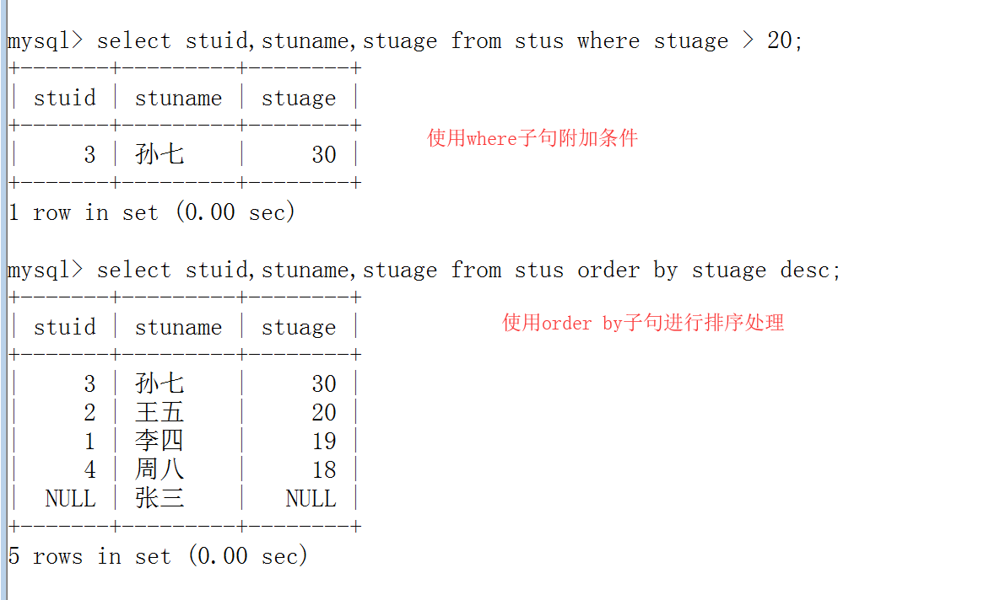 mysql> select stuid,stuname,stuage from stus where stuage > 20;
+-------+---------+--------+
| stuid | stuname | stuage |
+-------+---------+--------+
|     3 | 孙七    |     30 |
+-------+---------+--------+
使用where子句附加条件
1 row in set (0.00 sec)
mysql> select stuid,stuname,stuage from stus order by stuage desc;
+-------+---------+--------+
| stuid | stuname | stuage |
使用order by子句进行排序处理
+-------+---------+--------+
|     3 | 孙七    |     30 |
|     2 | 王五    |     20 |
|     1 | 李四    |     19 |
|     4 | 周八    |     18 |
|  NULL | 张三    |   NULL |
+-------+---------+--------+
5 rows in set (0.00 sec)